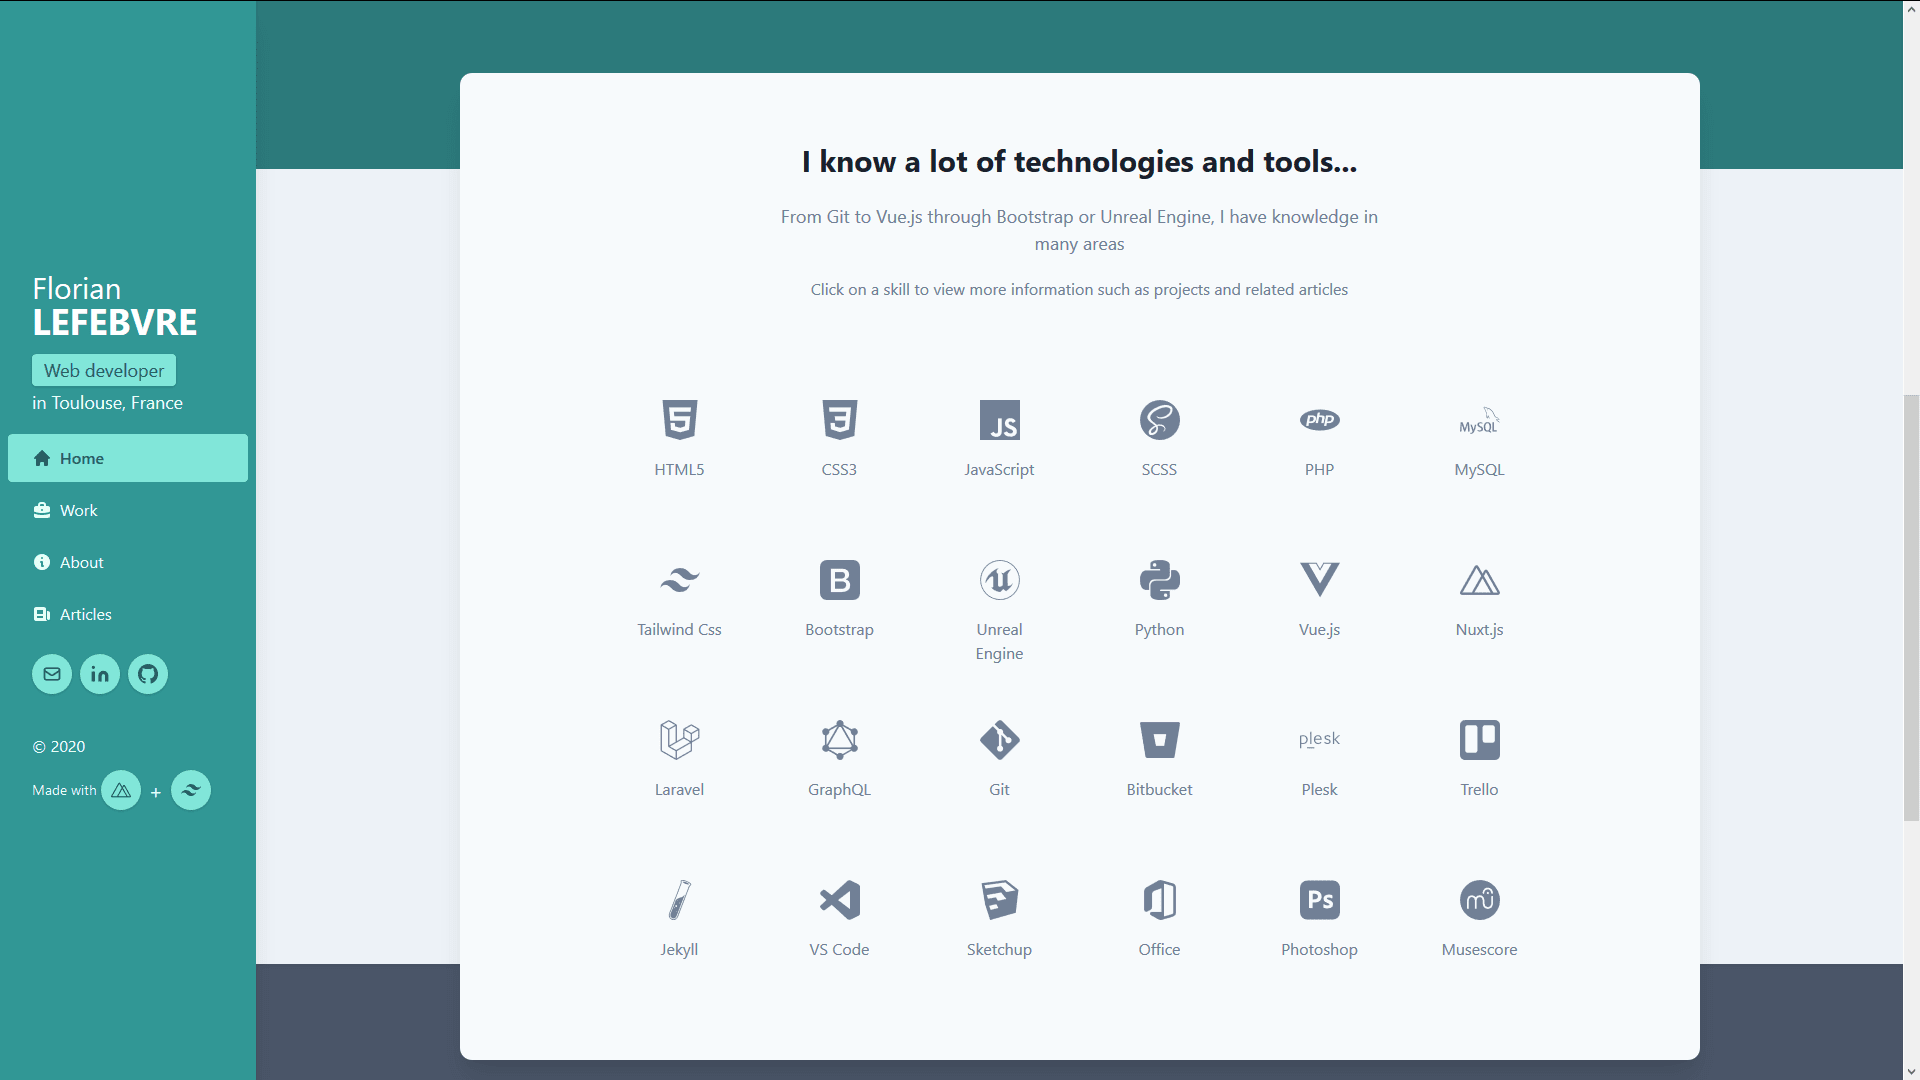 Florian
LEFEBVRE
Web developer
in Toulouse, France
Home
Work
About
Articles
in
© 2020
Made with +
I know a lot of technologies and tools...
From Git to Vue.js through Bootstrap or Unreal Engine, I have knowledge in
many areas
Click on a skill to view more information such as projects and related articles
5 3 JS php MySQL
HTML5 CSS3 JavaScript SCSS PHP MySQL
B u
Tailwind Css Bootstrap Unreal Engine Python Vue.js Nuxt.js
plesk
Laravel GraphQL Git Bitbucket Plesk Trello
Ps mu
Jekyll VS Code Sketchup Office Photoshop Musescore